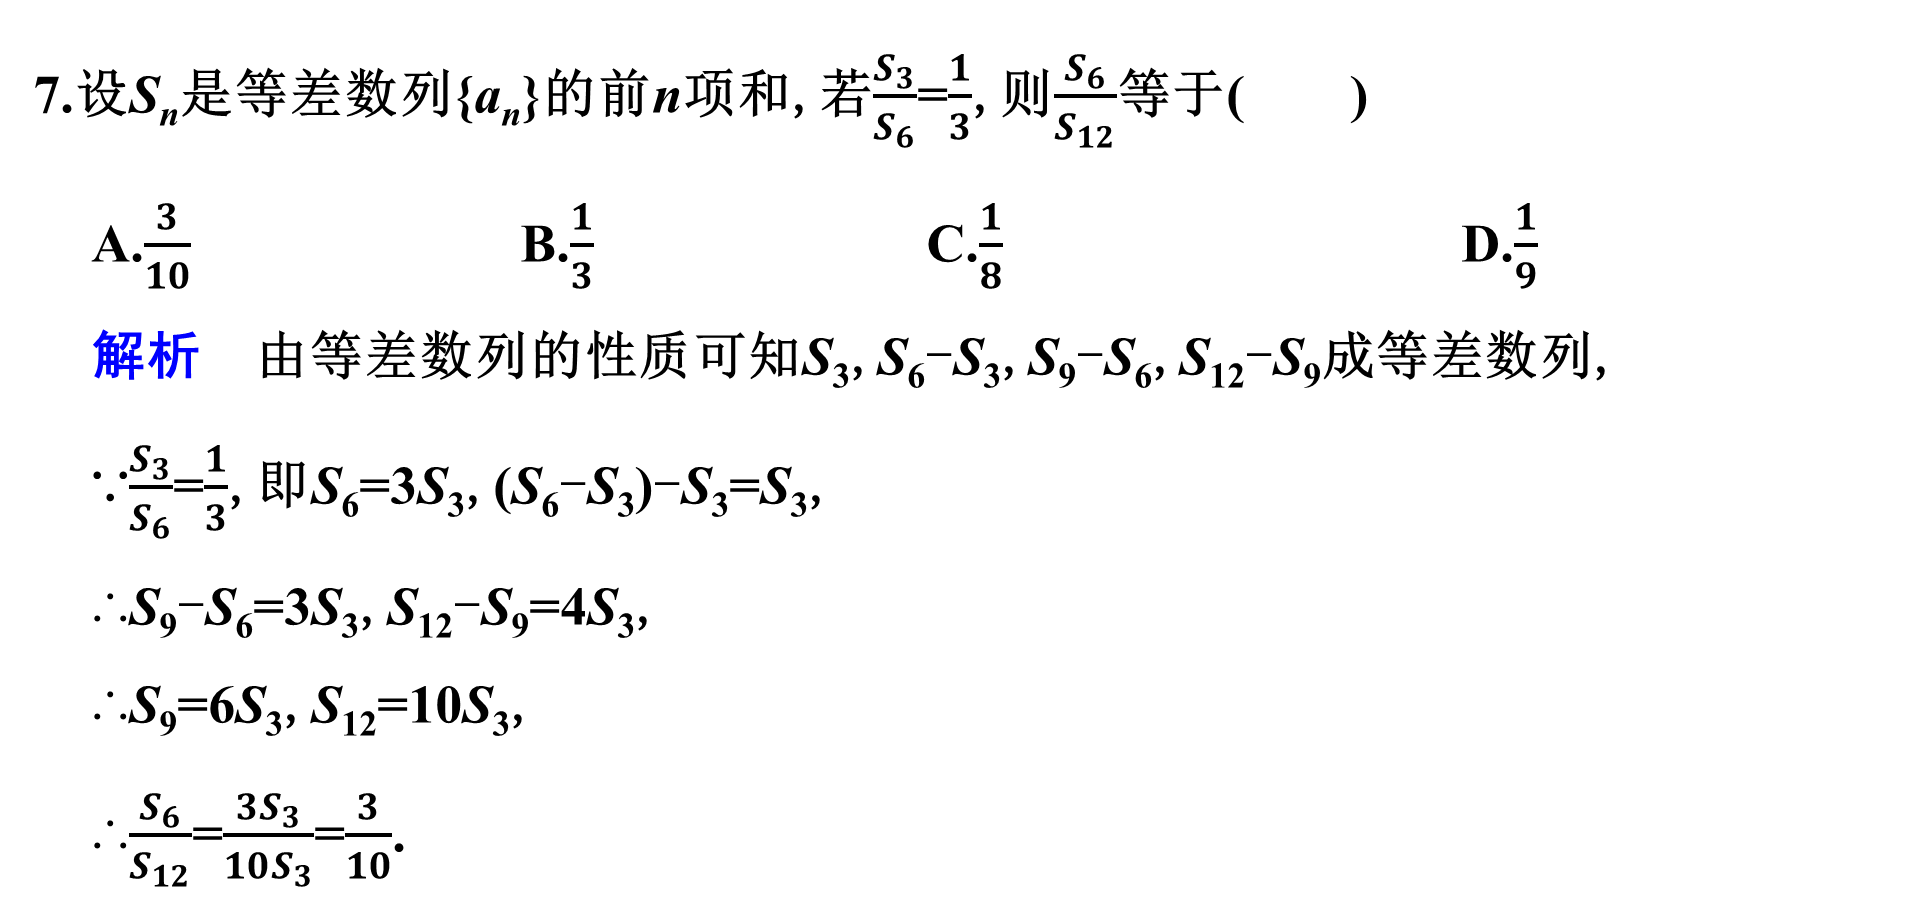 7.设Sₙ是等差数列{aₙ}的前n项和, 若S₃/S₆=1/3, 则S₆/S₁₂等于(  )
A.3/10 B.1/3 C.1/8 D.1/9
解析 由等差数列的性质可知S₃, S₆−S₃, S₉−S₆, S₁₂−S₉成等差数列,
∵S₃/S₆=1/3, 即S₆=3S₃, (S₆−S₃)−S₃=S₃,
∴S₉−S₆=3S₃, S₁₂−S₉=4S₃,
∴S₉=6S₃, S₁₂=10S₃,
∴S₆/S₁₂=3S₃/10S₃=3/10.